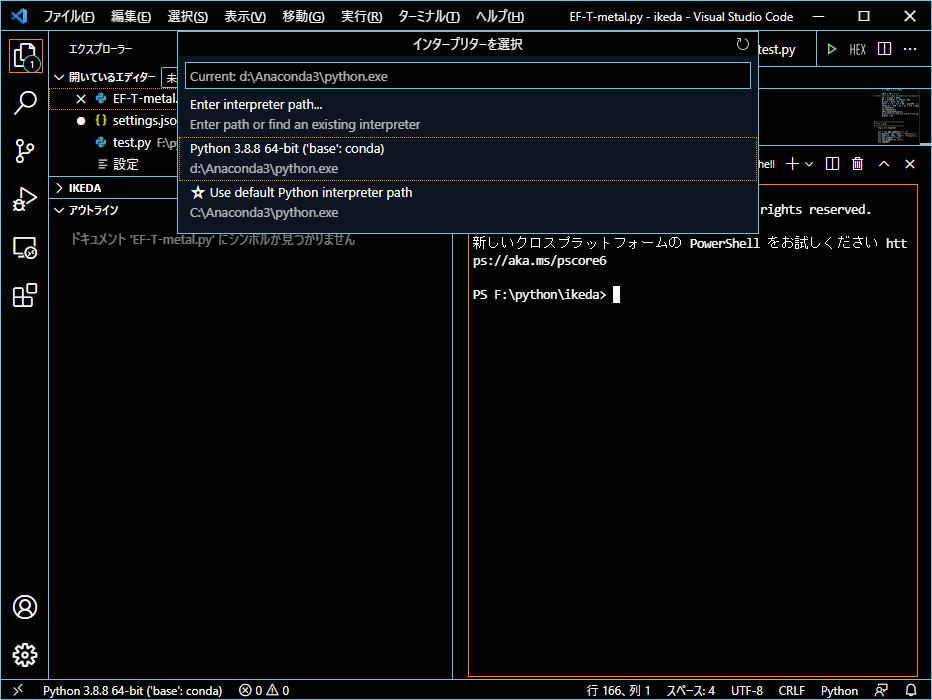 ファイル(F) 編集(E) 選択(S) 表示(V) 移動(G) 実行(R) ターミナル(T) ヘルプ(H) EF-T-metal.py - ikeda - Visual Studio Code
エクスプローラー
インタープリターを選択
test.py
HEX
1
開いているエディター
未
Current: d:\Anaconda3\python.exe
EF-T-metal.
Enter interpreter path...
Enter path or find an existing interpreter
{} settings.jso
test.py F:\py
Python 3.8.8 64-bit ('base': conda)
d:\Anaconda3\python.exe
設定
IKEDA
Use default Python interpreter path
C:\Anaconda3\python.exe
アウトライン
ドキュメント 'EF-T-metal.py' にシンボルが見つかりません
hell
rights reserved.
新しいクロスプラットフォームの PowerShell をお試しください htt
ps://aka.ms/pscore6
PS F:\python\ikeda>
Python 3.8.8 64-bit ('base': conda) 0 0 行 166、列 1 スペース: 4 UTF-8 CRLF Python